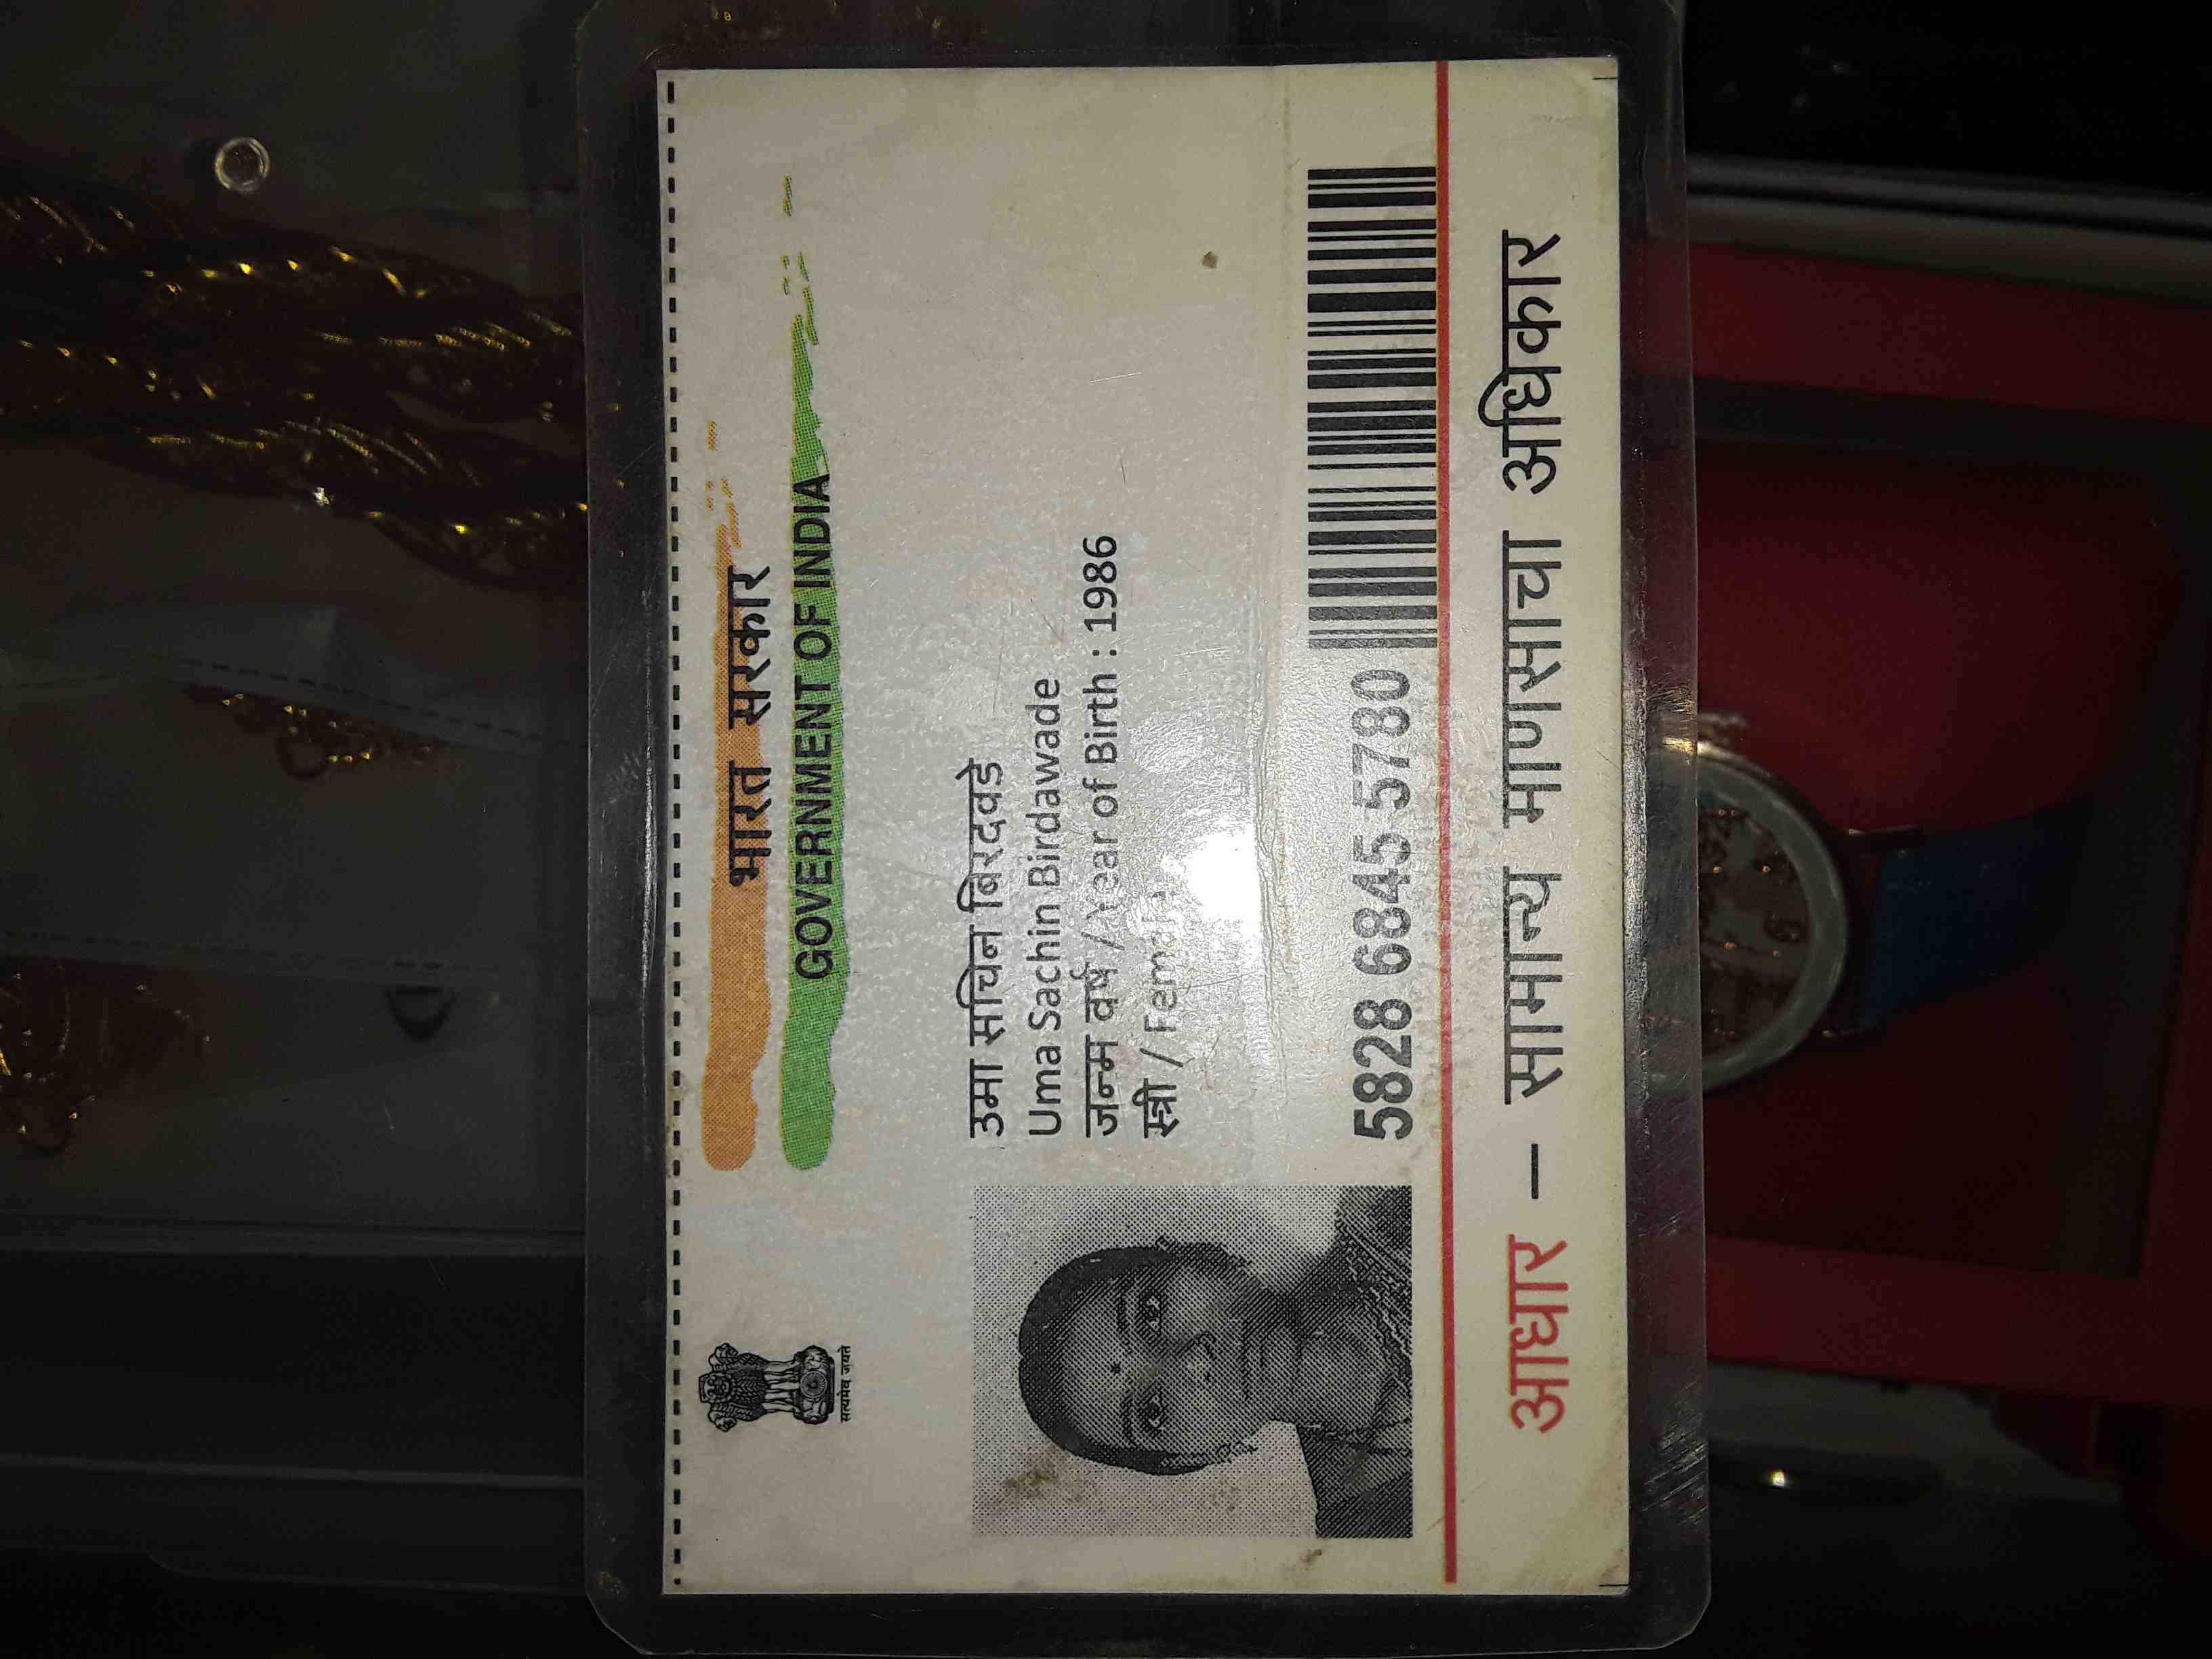 भारत सरकार
GOVERNMENT OF INDIA
सत्यमेव जयते
उमा सचिन बिरदवडे
Uma Sachin Birdawade
जन्म वर्ष / Year of Birth : 1986
स्त्री / Female
5828 6845 5780
आधार – सामान्य माणसाचा अधिकार